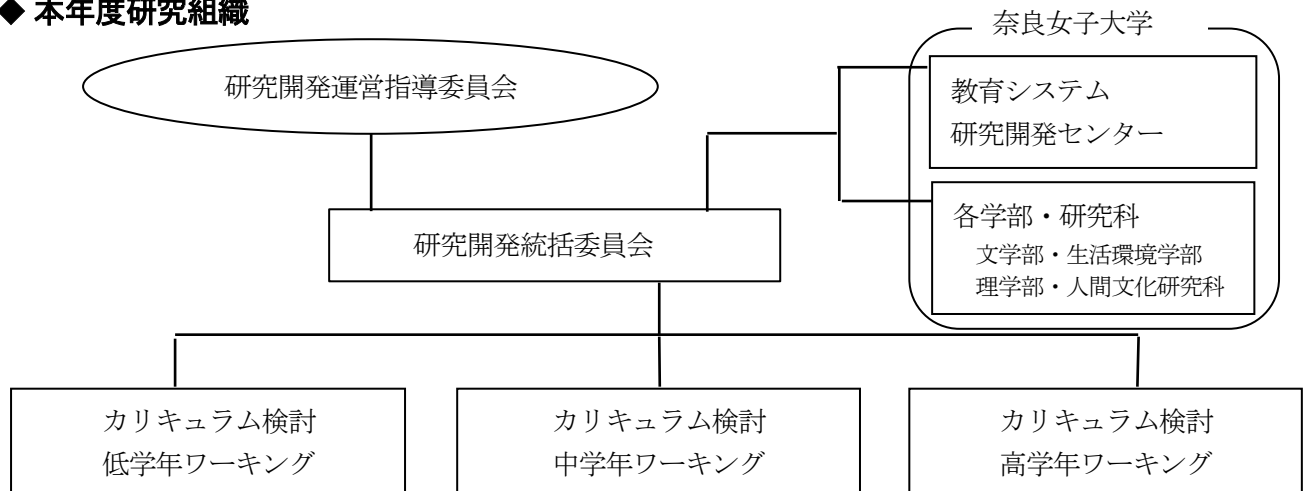 ◆ 本年度研究組織
奈良女子大学
研究開発運営指導委員会
教育システム
研究開発センター
各学部・研究科
文学部・生活環境学部
理学部・人間文化研究科
研究開発統括委員会
カリキュラム検討
低学年ワーキング
カリキュラム検討
中学年ワーキング
カリキュラム検討
高学年ワーキング